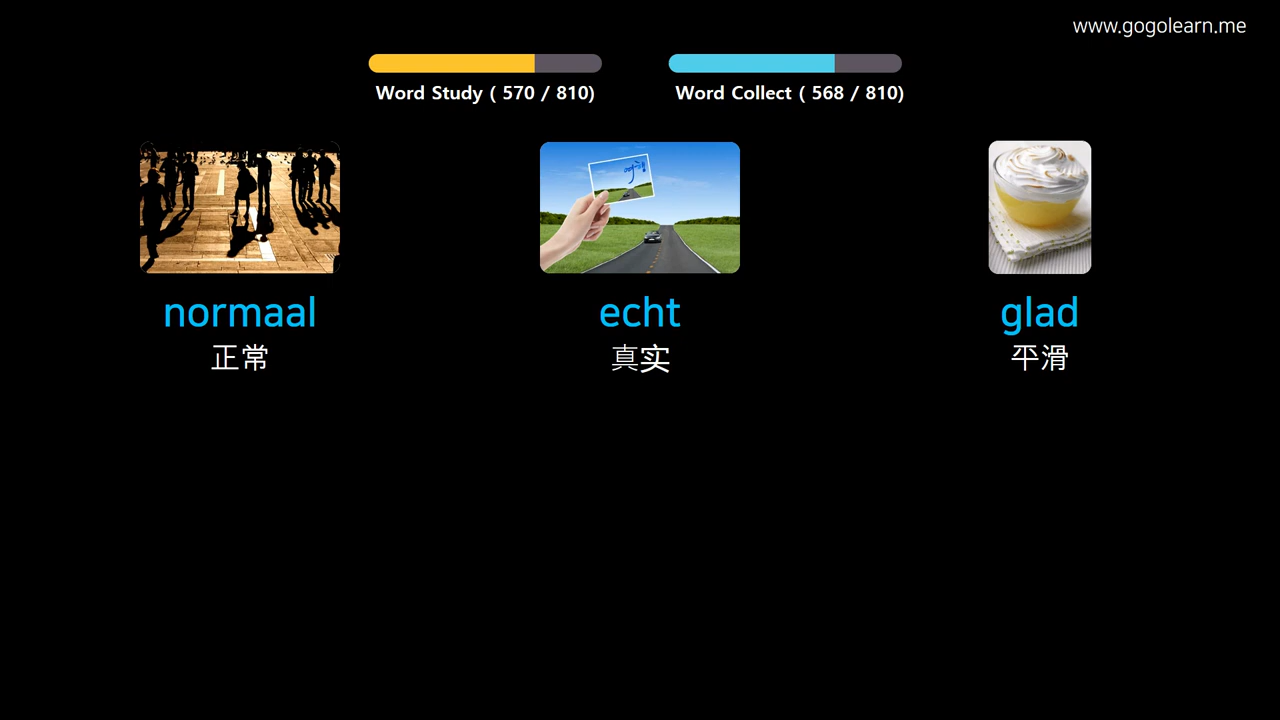 www.gogolearn.me
Word Study ( 570 / 810)
Word Collect ( 568 / 810)
normaal
echt
glad
正常
真实
平滑